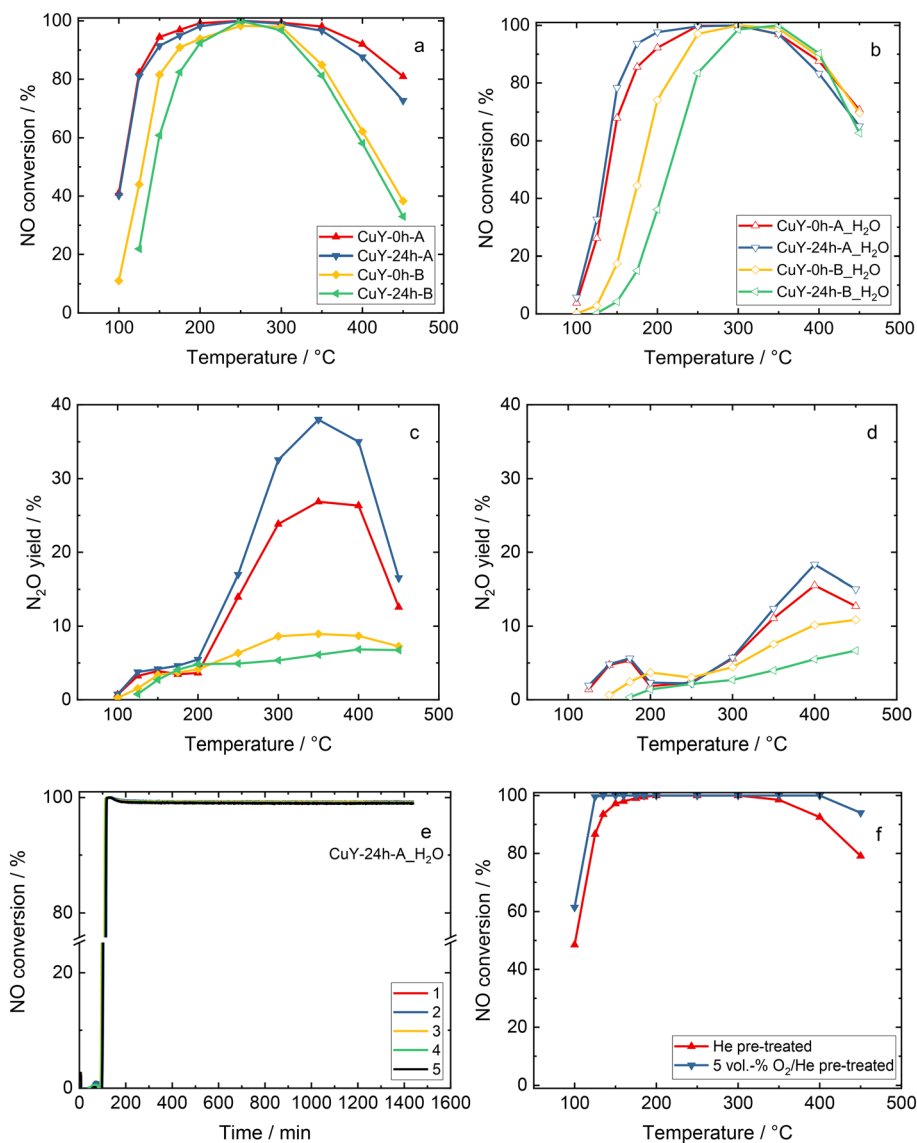 100
80
60
40
20
0
NO conversion / %
a
CuY-0h-A
CuY-24h-A
CuY-0h-B
CuY-24h-B
100 200 300 400 500
Temperature / °C
100
80
60
40
20
0
NO conversion / %
b
CuY-0h-A_H₂O
CuY-24h-A_H₂O
CuY-0h-B_H₂O
CuY-24h-B_H₂O
100 200 300 400 500
Temperature / °C
40
30
20
10
0
N₂O yield / %
c
0 100 200 300 400 500
Temperature / °C
40
30
20
10
0
N₂O yield / %
d
0 100 200 300 400 500
Temperature / °C
100
80
20
0
NO conversion / %
e
CuY-24h-A_H₂O
1
2
3
4
5
0 200 400 600 800 1000 1200 1400 1600
Time / min
100
80
60
40
20
0
NO conversion / %
f
He pre-treated
5 vol.-% O₂/He pre-treated
100 200 300 400 500
Temperature / °C